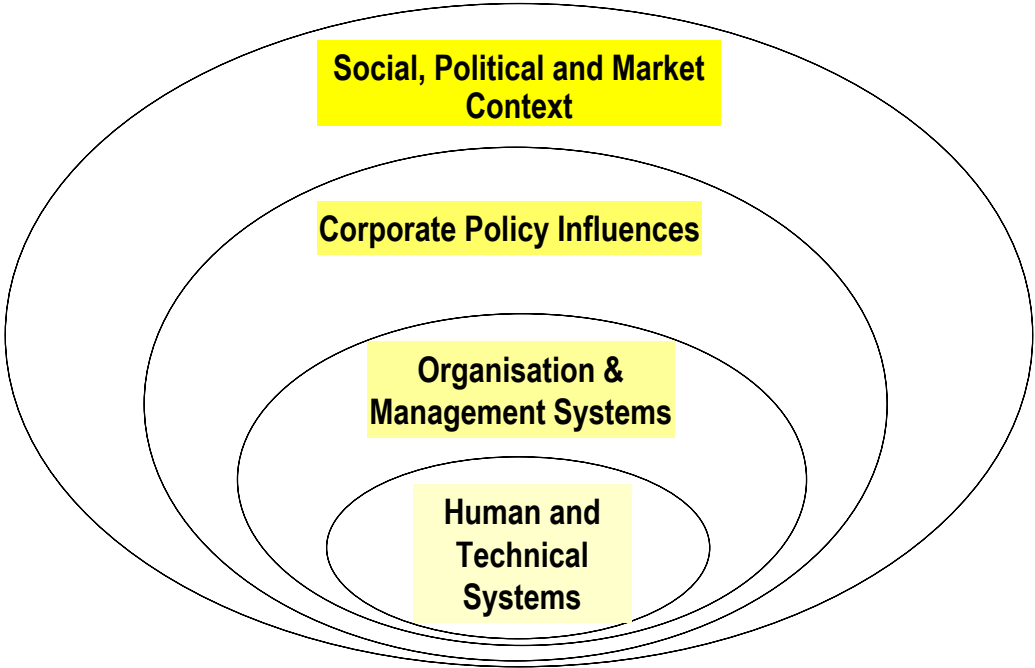 Social, Political and Market
Context
Corporate Policy Influences
Organisation &
Management Systems
Human and
Technical
Systems